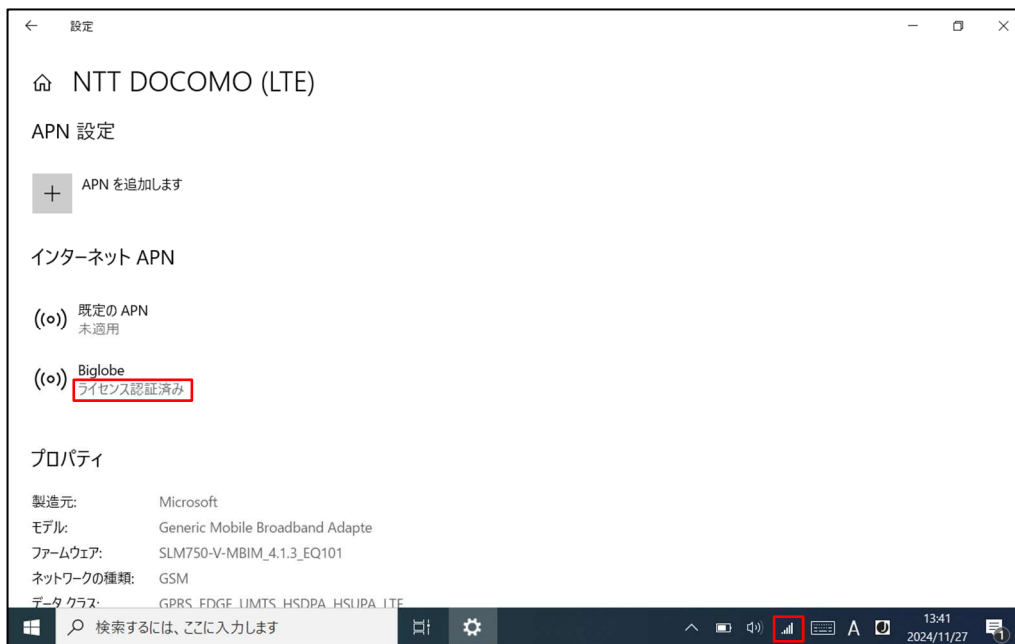 設定
NTT DOCOMO (LTE)
APN 設定
APN を追加します
インターネット APN
既定の APN
未適用
Biglobe
ライセンス認証済み
プロパティ
製造元: Microsoft
モデル: Generic Mobile Broadband Adapte
ファームウェア: SLM750-V-MBIM_4.1.3_EQ101
ネットワークの種類: GSM
データ クラス: GPRS, EDGE, UMTS, HSDPA, HSUPA, LTE
検索するには、ここに入力します
A
13:41
2024/11/27
1